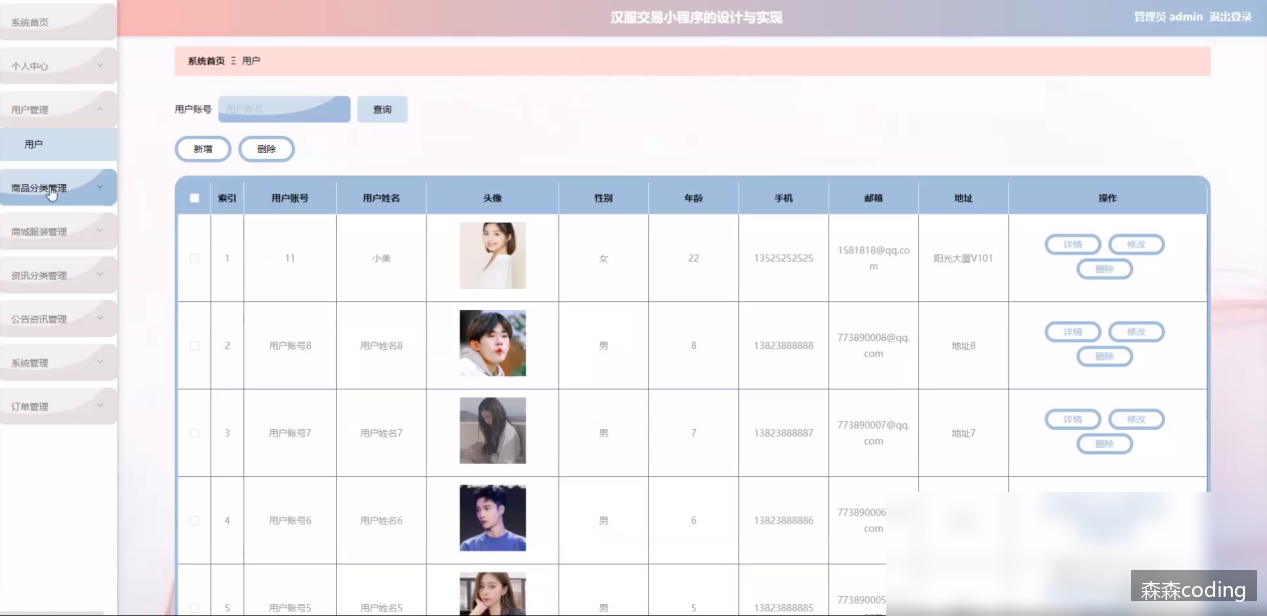 汉服交易小程序的设计与实现
管理员 admin 退出登录
系统首页
个人中心
用户管理
用户
商品分类管理
商城服装管理
资讯分类管理
公告资讯管理
系统管理
订单管理
系统首页 Ξ 用户
用户账号 用户账号 查询
新增 删除
索引 用户账号 用户姓名 头像 性别 年龄 手机 邮箱 地址 操作
1 11 小美 女 22 13525252525 1581818@qq.co
m 阳光大厦V101 详情 修改
删除
2 用户账号8 用户姓名8 男 8 13823888888 773890008@qq.
com 地址8 详情 修改
删除
3 用户账号7 用户姓名7 男 7 13823888887 773890007@qq.
com 地址7 详情 修改
删除
4 用户账号6 用户姓名6 男 6 13823888886 773890006
com
5 用户账号5 用户姓名5 男 5 13823888885 773890005
森森coding